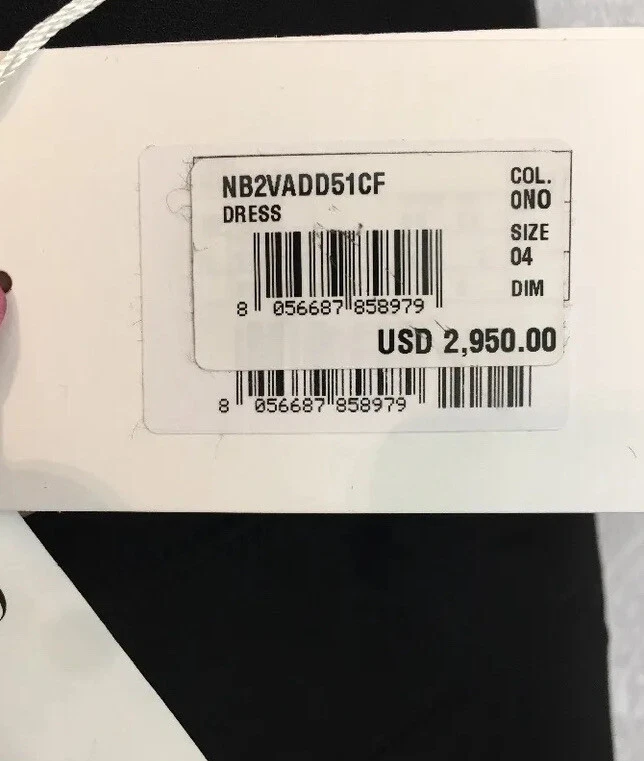 NB2VADD51CF
DRESS
COL.
0NO
SIZE
04
DIM
8 056687 858979
USD 2,950.00
8 056687 858979